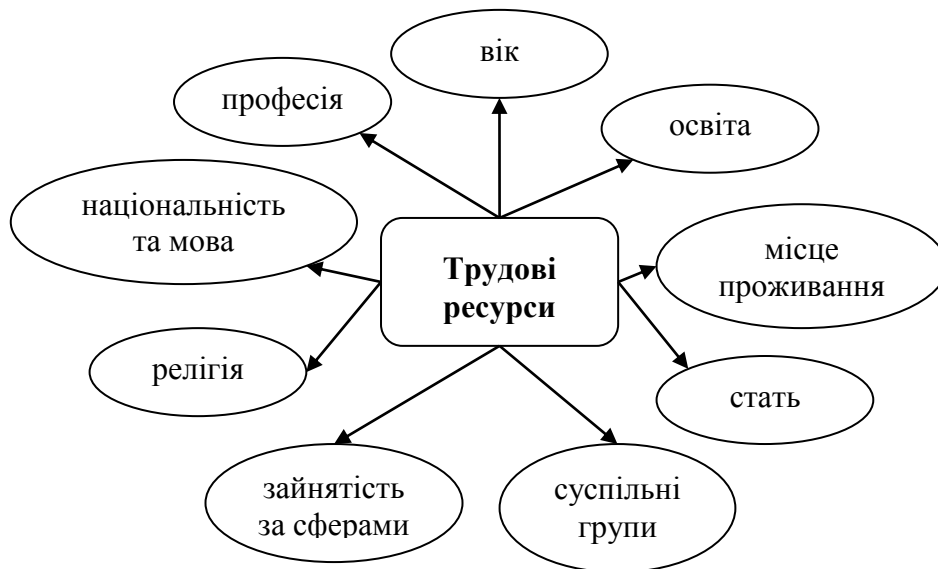 вік
професія
освіта
національність
та мова
Трудові
ресурси
місце
проживання
релігія
стать
зайнятість
за сферами
суспільні
групи